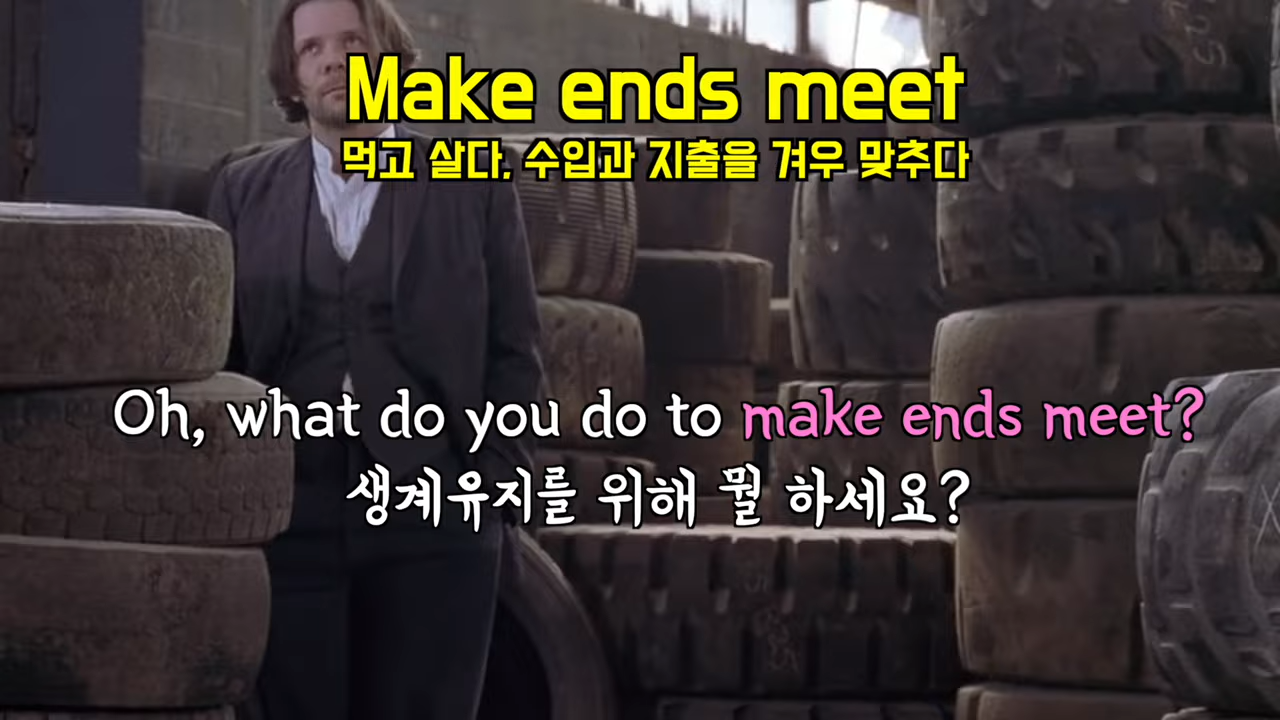 Make ends meet
먹고 살다, 수입과 지출을 겨우 맞추다
Oh, what do you do to make ends meet?
생계유지를 위해 뭘 하세요?